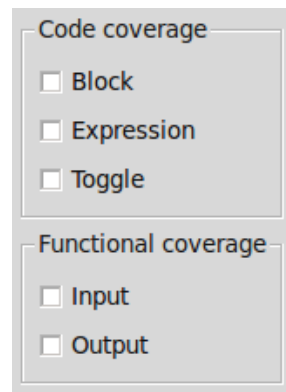 Code coverage
Block
Expression
Toggle
Functional coverage
Input
Output